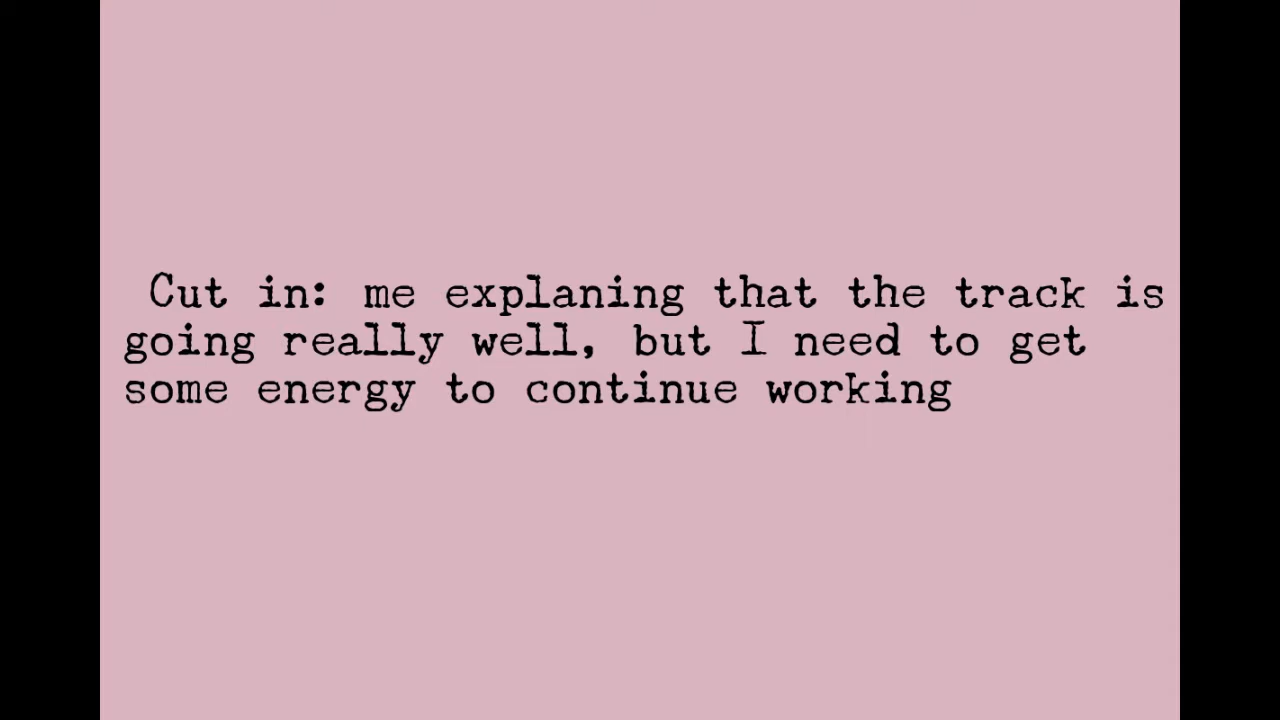 Cut in: me explaning that the track is
going really well, but I need to get
some energy to continue working